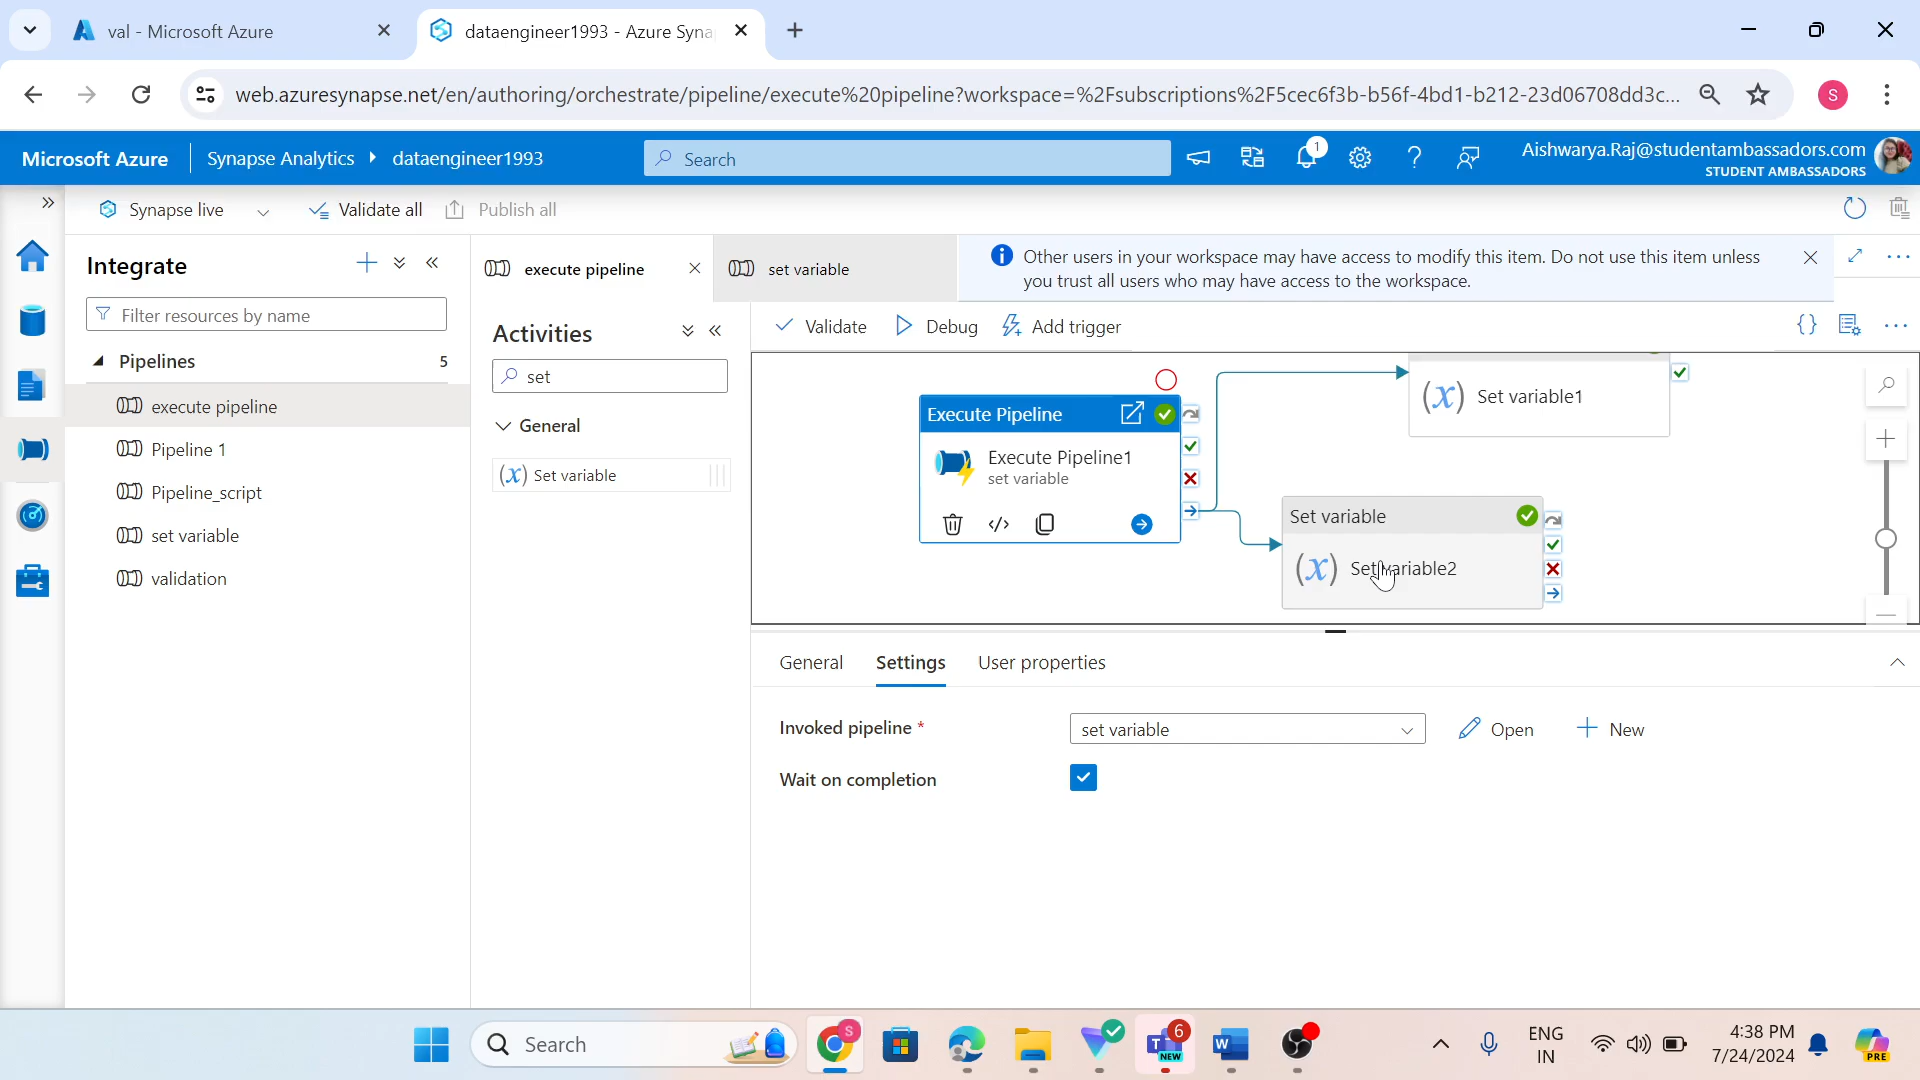 val - Microsoft Azure
dataengineer1993 - Azure Syna
web.azuresynapse.net/en/authoring/orchestrate/pipeline/execute%20pipeline?workspace=%2Fsubscriptions%2F5cec6f3b-b56f-4bd1-b212-23d06708dd3c...
S
Microsoft Azure
Synapse Analytics
dataengineer1993
Search
1
Aishwarya.Raj@studentambassadors.com
STUDENT AMBASSADORS
Synapse live
Validate all
Publish all
Integrate
Filter resources by name
Pipelines
5
execute pipeline
Pipeline 1
Pipeline_script
set variable
validation
execute pipeline
set variable
Other users in your workspace may have access to modify this item. Do not use this item unless
you trust all users who may have access to the workspace.
Activities
set
General
(x) Set variable
Validate
Debug
Add trigger
{}
Execute Pipeline
Execute Pipeline1
set variable
(x) Set variable1
Set variable
(x) Set variable2
General
Settings
User properties
Invoked pipeline *
set variable
Open
New
Wait on completion
Search
S
6
NEW
ENG
IN
4:38 PM
7/24/2024
PRE